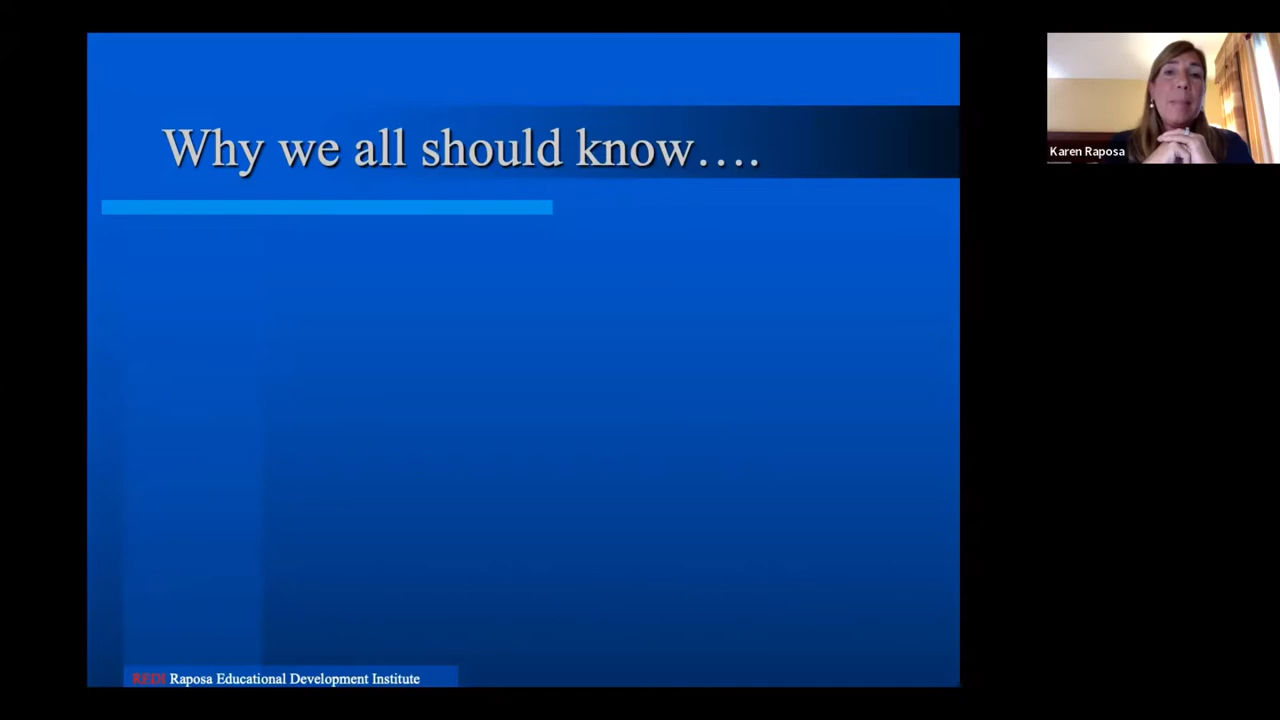 Why we all should know….
Karen Raposa
REDI Raposa Educational Development Institute